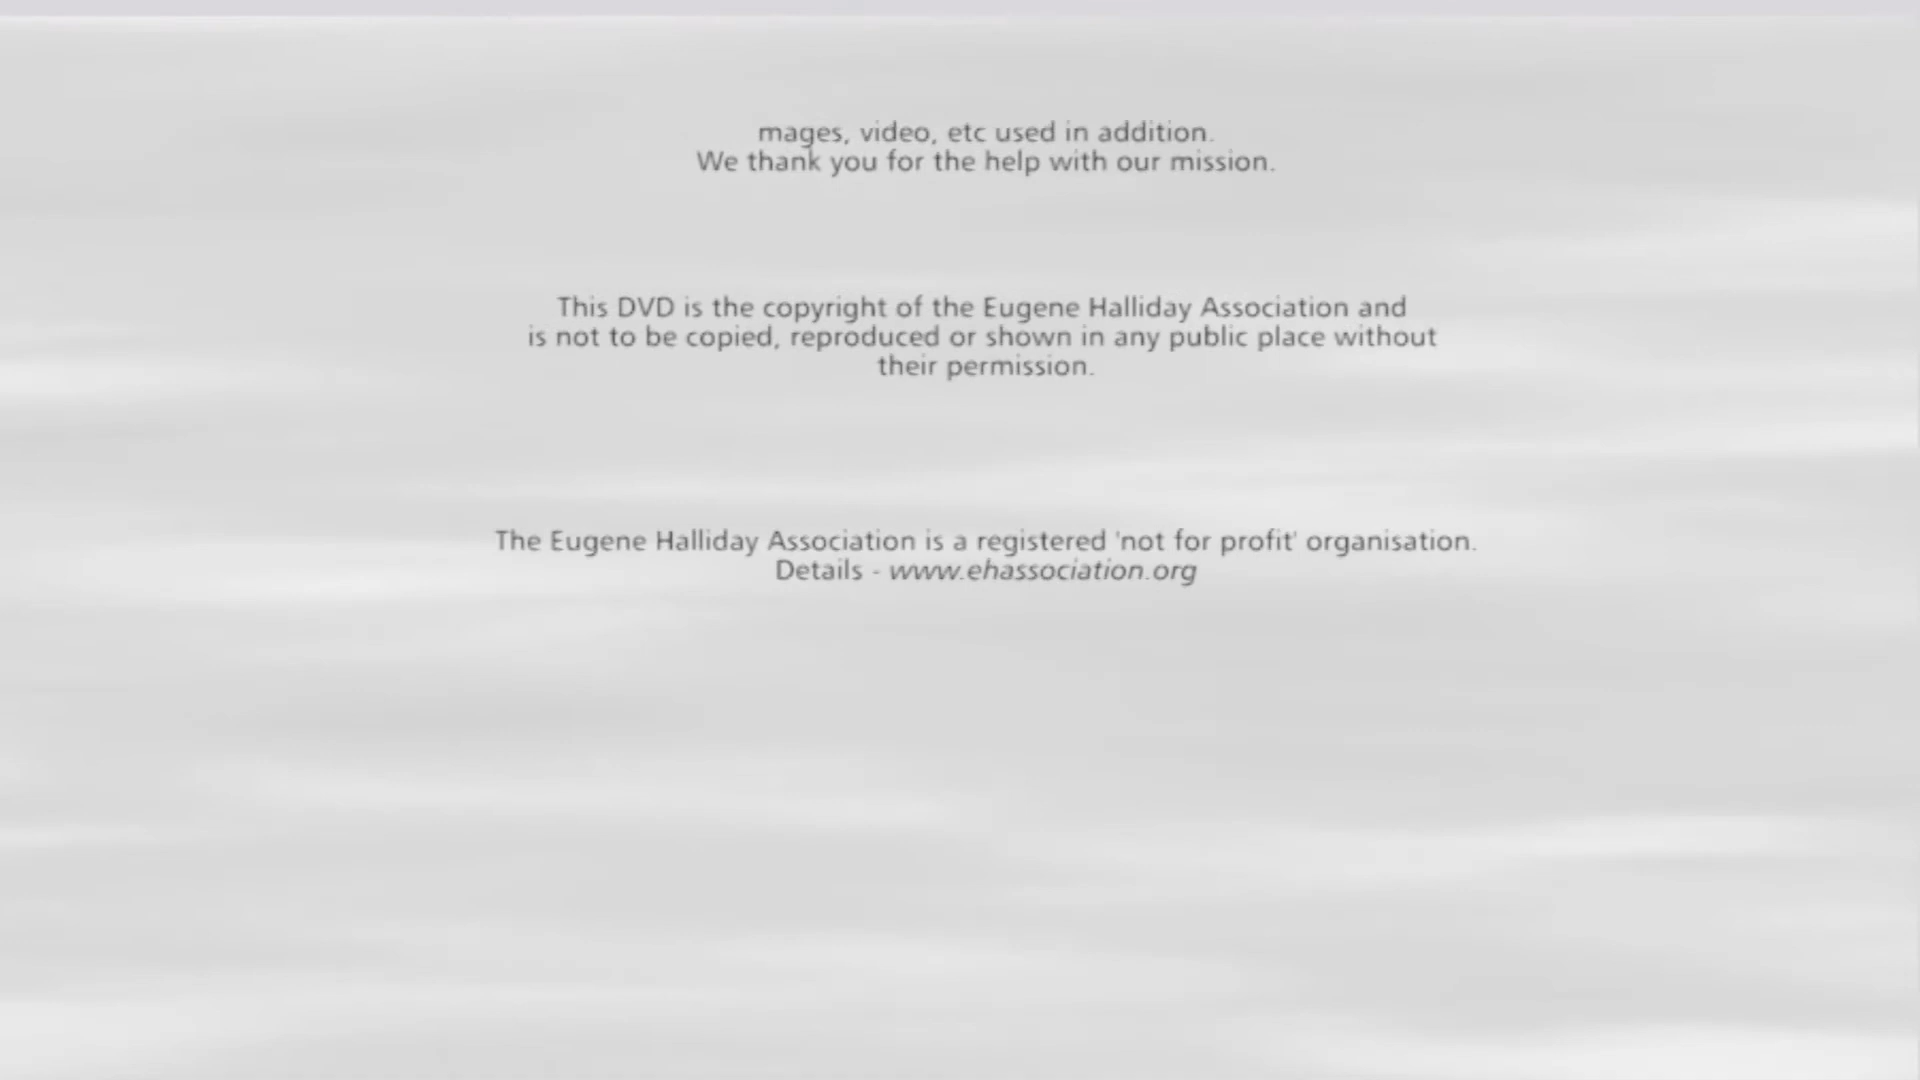 mages, video, etc used in addition.
We thank you for the help with our mission.
This DVD is the copyright of the Eugene Halliday Association and
is not to be copied, reproduced or shown in any public place without
their permission.
The Eugene Halliday Association is a registered 'not for profit' organisation.
Details - www.ehassociation.org